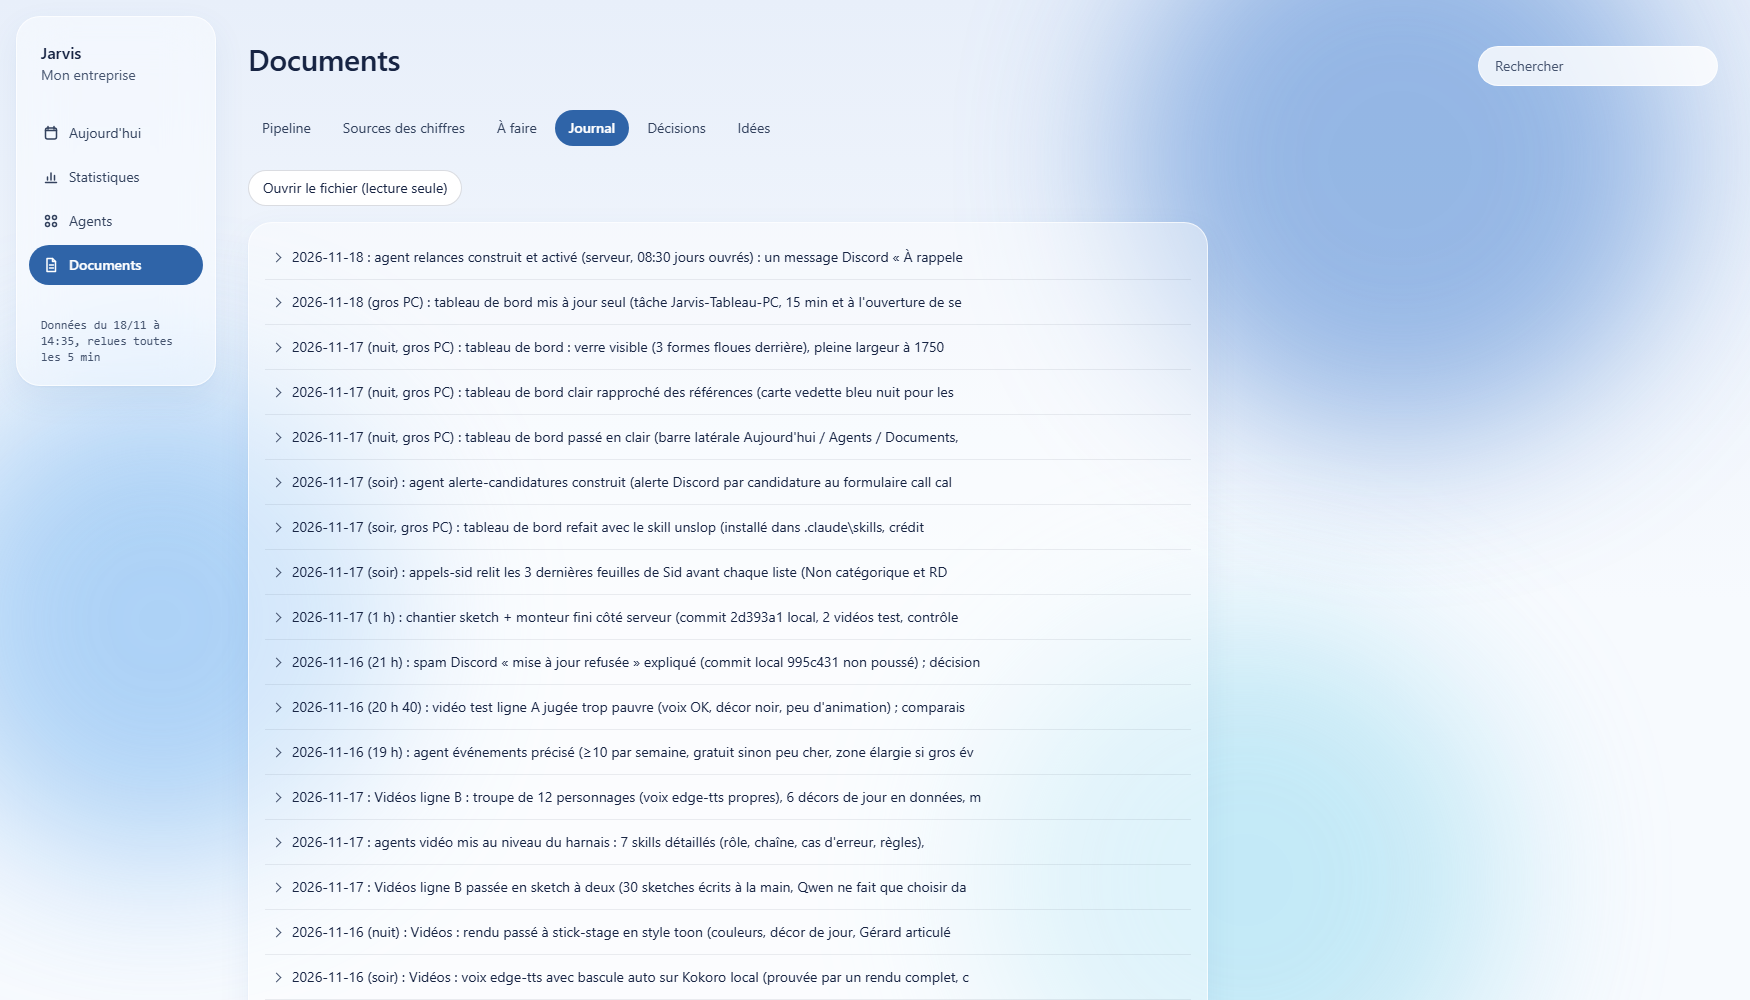 Jarvis
Mon entreprise
Aujourd'hui
Statistiques
Agents
Documents
Données du 18/11 à
14:35, relues toutes
les 5 min
Documents
Rechercher
Pipeline
Sources des chiffres
À faire
Journal
Décisions
Idées
Ouvrir le fichier (lecture seule)
2026-11-18 : agent relances construit et activé (serveur, 08:30 jours ouvrés) : un message Discord « À rappele
2026-11-18 (gros PC) : tableau de bord mis à jour seul (tâche Jarvis-Tableau-PC, 15 min et à l'ouverture de se
2026-11-17 (nuit, gros PC) : tableau de bord : verre visible (3 formes floues derrière), pleine largeur à 1750
2026-11-17 (nuit, gros PC) : tableau de bord clair rapproché des références (carte vedette bleu nuit pour les
2026-11-17 (nuit, gros PC) : tableau de bord passé en clair (barre latérale Aujourd'hui / Agents / Documents,
2026-11-17 (soir) : agent alerte-candidatures construit (alerte Discord par candidature au formulaire call cal
2026-11-17 (soir, gros PC) : tableau de bord refait avec le skill unslop (installé dans .claude\skills, crédit
2026-11-17 (soir) : appels-sid relit les 3 dernières feuilles de Sid avant chaque liste (Non catégorique et RD
2026-11-17 (1 h) : chantier sketch + monteur fini côté serveur (commit 2d393a1 local, 2 vidéos test, contrôle
2026-11-16 (21 h) : spam Discord « mise à jour refusée » expliqué (commit local 995c431 non poussé) ; décision
2026-11-16 (20 h 40) : vidéo test ligne A jugée trop pauvre (voix OK, décor noir, peu d'animation) ; comparais
2026-11-16 (19 h) : agent événements précisé (≥10 par semaine, gratuit sinon peu cher, zone élargie si gros év
2026-11-17 : Vidéos ligne B : troupe de 12 personnages (voix edge-tts propres), 6 décors de jour en données, m
2026-11-17 : agents vidéo mis au niveau du harnais : 7 skills détaillés (rôle, chaîne, cas d'erreur, règles),
2026-11-17 : Vidéos ligne B passée en sketch à deux (30 sketches écrits à la main, Qwen ne fait que choisir da
2026-11-16 (nuit) : Vidéos : rendu passé à stick-stage en style toon (couleurs, décor de jour, Gérard articulé
2026-11-16 (soir) : Vidéos : voix edge-tts avec bascule auto sur Kokoro local (prouvée par un rendu complet, c